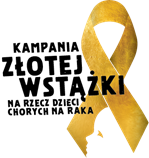 KAMPANIA
ZŁOTEJ
WSTĄŻKI
NA RZECZ DZIECI
CHORYCH NA RAKA